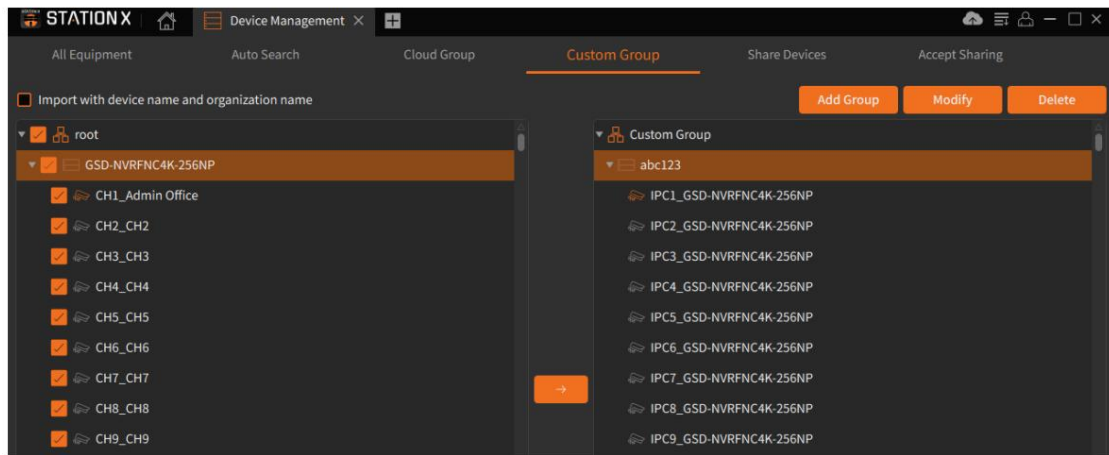 STATION X
Device Management
All Equipment
Auto Search
Cloud Group
Custom Group
Share Devices
Accept Sharing
Import with device name and organization name
Add Group
Modify
Delete
root
GSD-NVRFNC4K-256NP
CH1_Admin Office
CH2_CH2
CH3_CH3
CH4_CH4
CH5_CH5
CH6_CH6
CH7_CH7
CH8_CH8
CH9_CH9
Custom Group
abc123
IPC1_GSD-NVRFNC4K-256NP
IPC2_GSD-NVRFNC4K-256NP
IPC3_GSD-NVRFNC4K-256NP
IPC4_GSD-NVRFNC4K-256NP
IPC5_GSD-NVRFNC4K-256NP
IPC6_GSD-NVRFNC4K-256NP
IPC7_GSD-NVRFNC4K-256NP
IPC8_GSD-NVRFNC4K-256NP
IPC9_GSD-NVRFNC4K-256NP